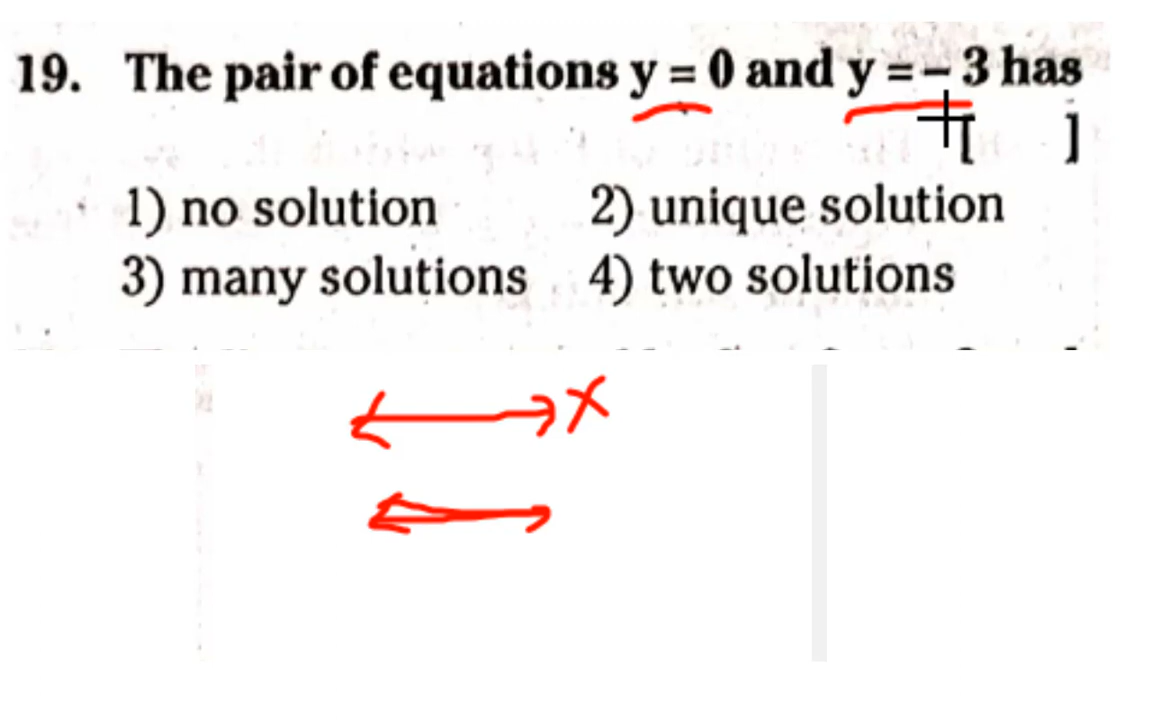 19. The pair of equations y = 0 and y = – 3 has
[ ]
1) no solution 2) unique solution
3) many solutions 4) two solutions
X